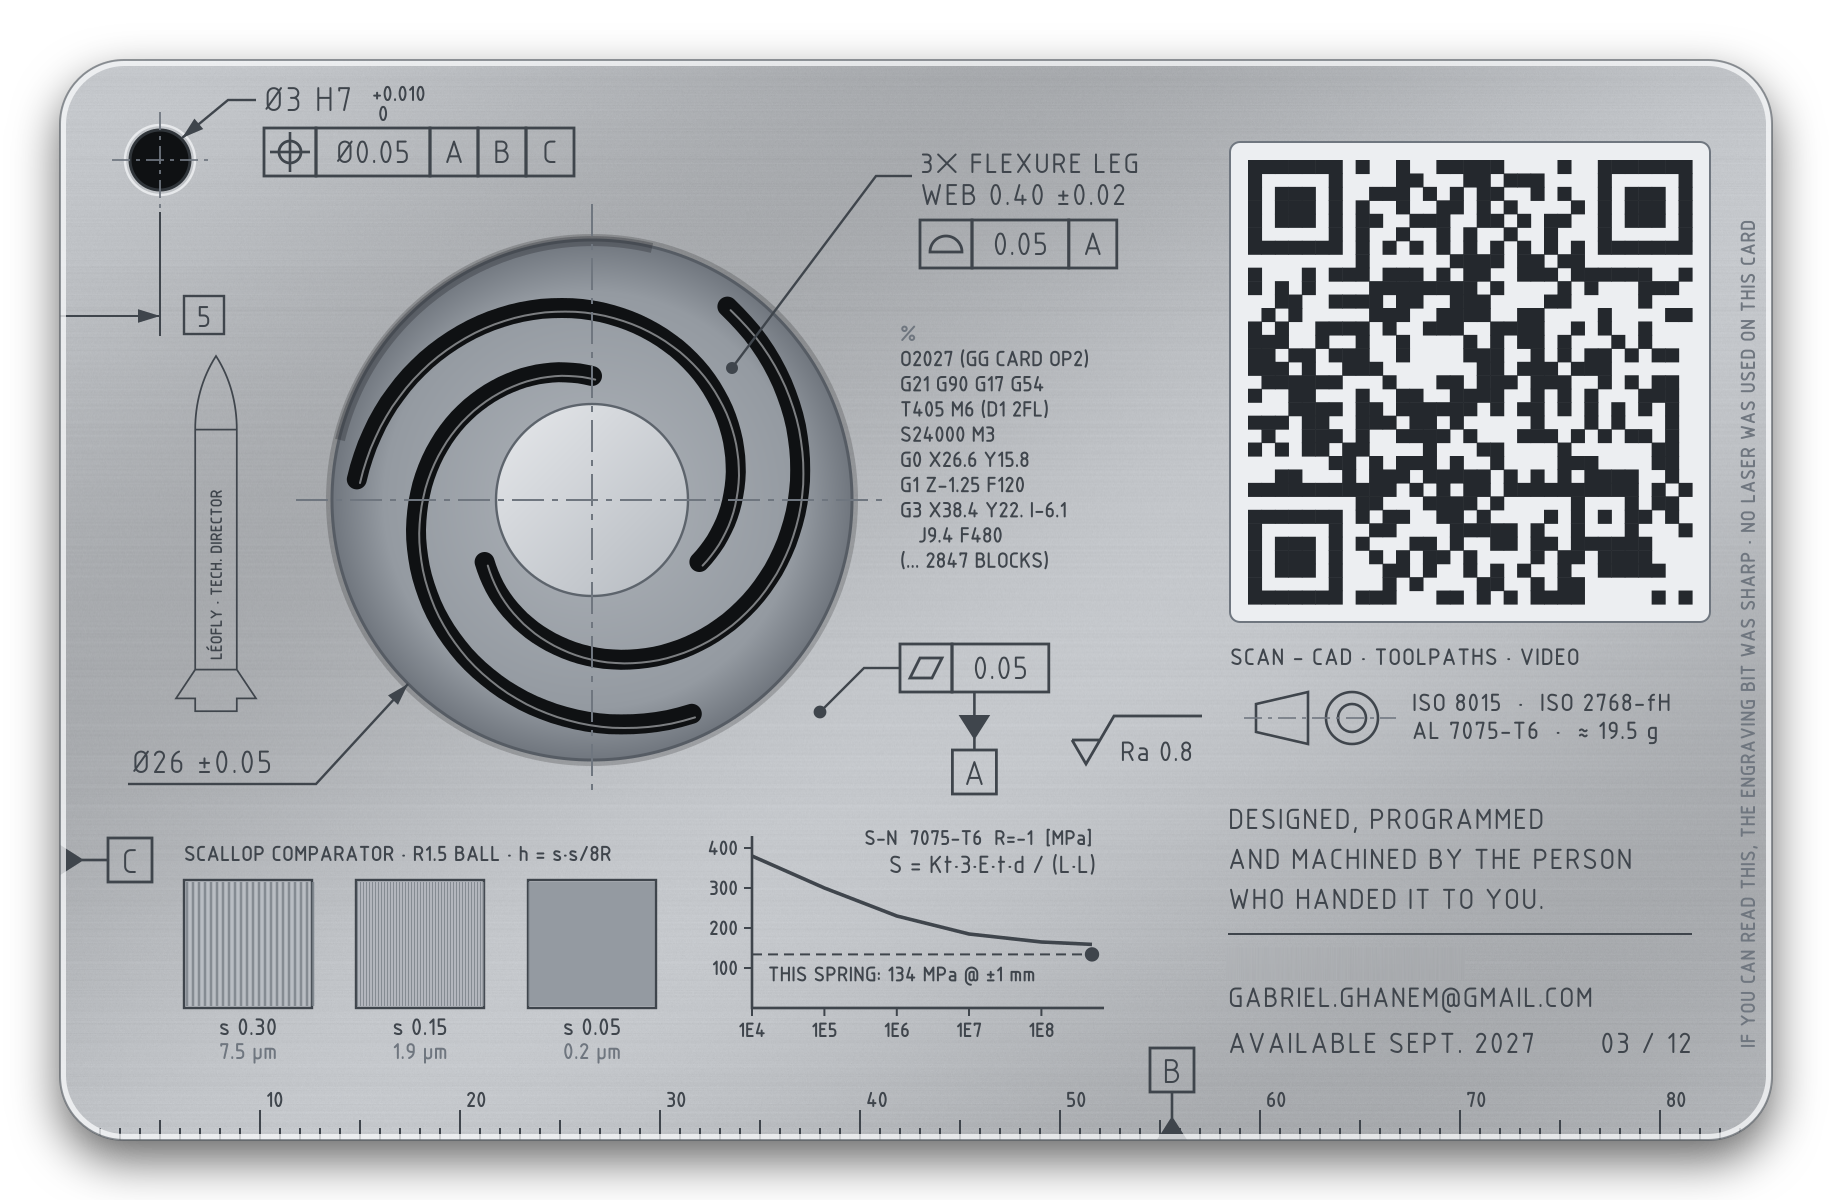 Ø3 H7 +0.010
0
Ø0.05 A B C
3X FLEXURE LEG
WEB 0.40 ±0.02
0.05 A
5
%
O2027 (GG CARD OP2)
G21 G90 G17 G54
T405 M6 (D1 2FL)
S24000 M3
G0 X26.6 Y15.8
G1 Z-1.25 F120
G3 X38.4 Y22. I-6.1
J9.4 F480
(... 2847 BLOCKS)
LÉOFLY · TECH. DIRECTOR
0.05
A
Ra 0.8
Ø26 ±0.05
SCAN - CAD · TOOLPATHS · VIDEO
ISO 8015 · ISO 2768-fH
AL 7075-T6 · ≈ 19.5 g
C
SCALLOP COMPARATOR · R1.5 BALL · h = s·s/8R
s 0.30
7.5 µm
s 0.15
1.9 µm
s 0.05
0.2 µm
S-N 7075-T6 R=-1 [MPa]
S = Kt·3·E·t·d / (L·L)
400
300
200
100
THIS SPRING: 134 MPa @ ±1 mm
1E4 1E5 1E6 1E7 1E8
DESIGNED, PROGRAMMED
AND MACHINED BY THE PERSON
WHO HANDED IT TO YOU.
GABRIEL.GHANEM@GMAIL.COM
AVAILABLE SEPT. 2027 03 / 12
B
10 20 30 40 50 60 70 80
IF YOU CAN READ THIS, THE ENGRAVING BIT WAS SHARP · NO LASER WAS USED ON THIS CARD